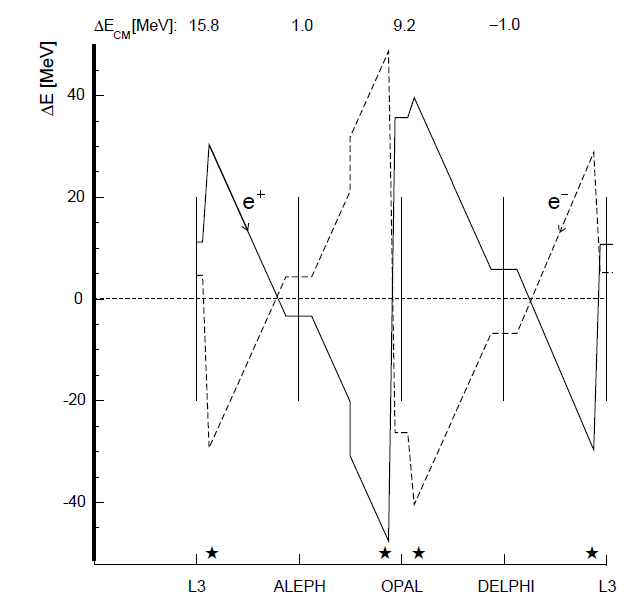 ΔE_CM[MeV]: 15.8 1.0 9.2 −1.0
ΔE [MeV]
40
20
0
-20
-40
e⁺
e⁻
L3 ALEPH OPAL DELPHI L3